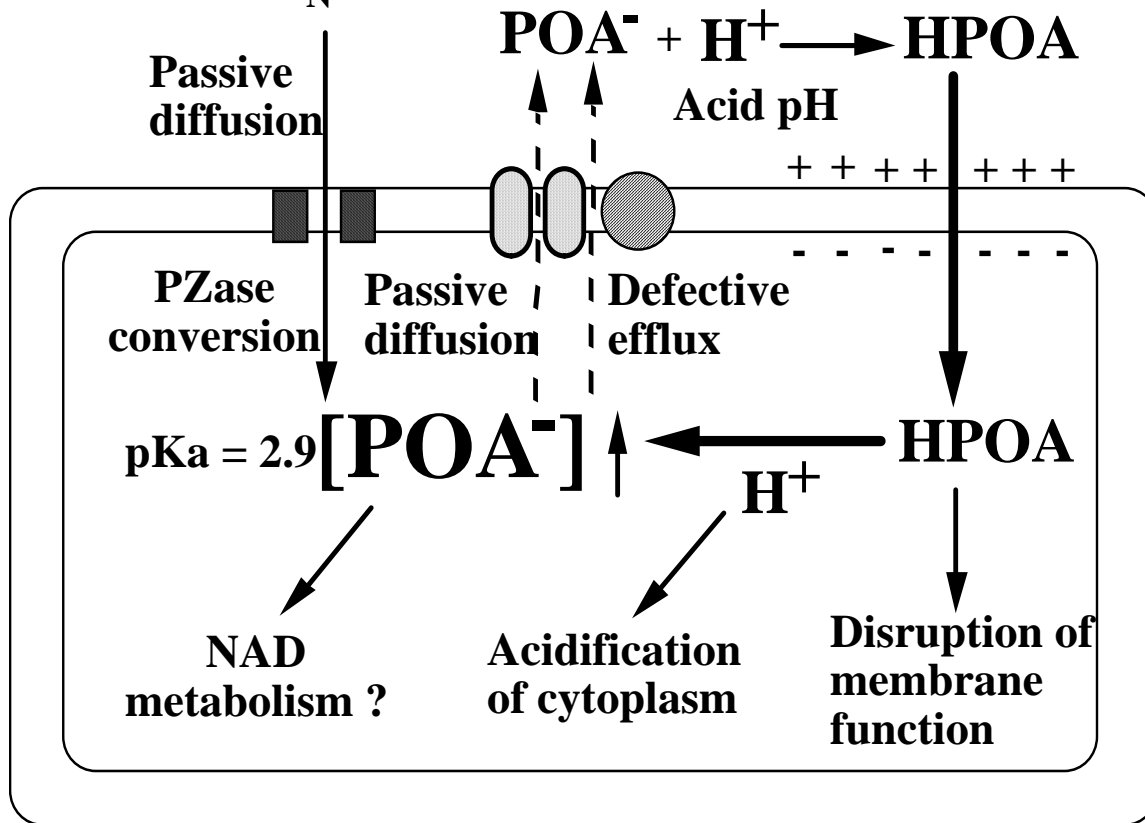 N
POA- + H+ HPOA
Passive
diffusion
Acid pH
+ + + + + + +
- - - - - - -
PZase
conversion
Passive
diffusion
Defective
efflux
pKa = 2.9 [POA-]
HPOA
H+
NAD
metabolism ?
Acidification
of cytoplasm
Disruption of
membrane
function